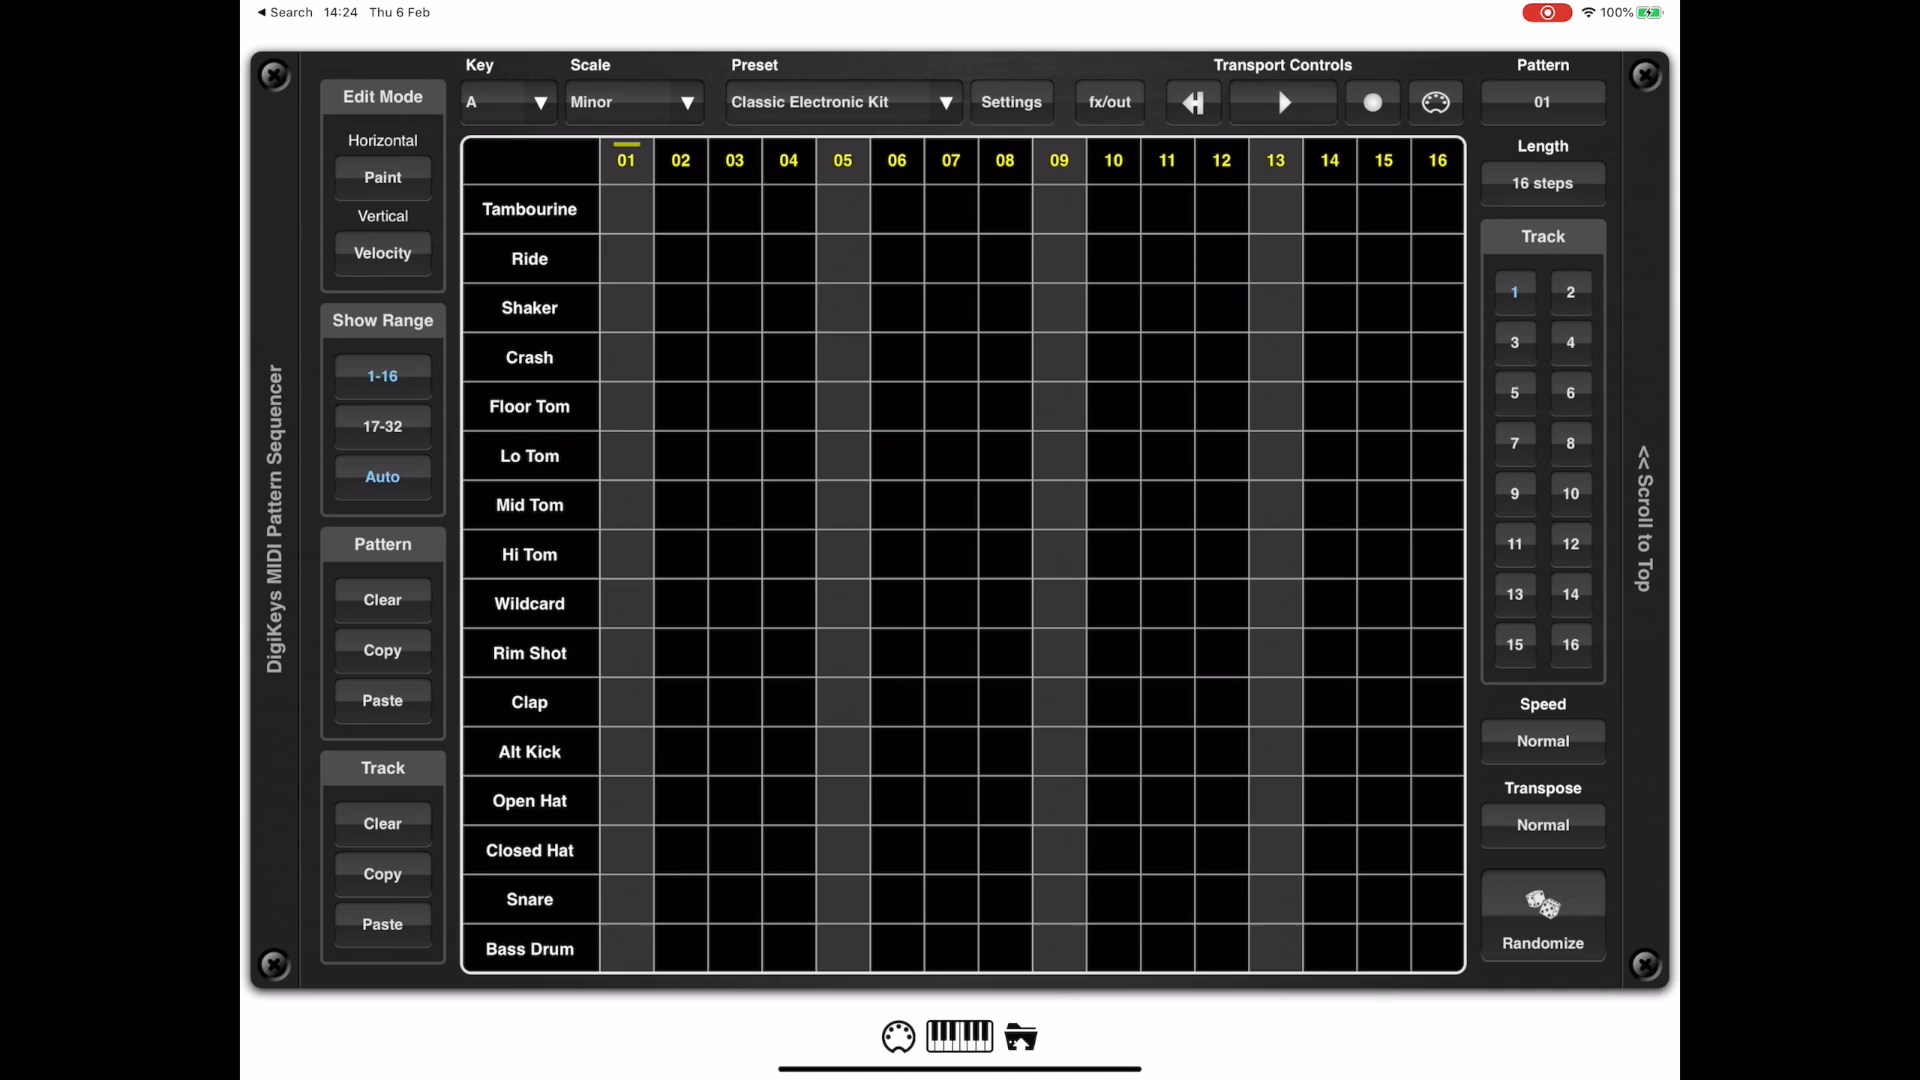 ◀ Search 14:24 Thu 6 Feb
100%
Key Scale Preset Transport Controls Pattern
A Minor Classic Electronic Kit Settings fx/out 01
Edit Mode
Horizontal
Paint
Vertical
Velocity
Show Range
1-16
17-32
Auto
Pattern
Clear
Copy
Paste
Track
Clear
Copy
Paste
DigiKeys MIDI Pattern Sequencer
01 02 03 04 05 06 07 08 09 10 11 12 13 14 15 16
Tambourine
Ride
Shaker
Crash
Floor Tom
Lo Tom
Mid Tom
Hi Tom
Wildcard
Rim Shot
Clap
Alt Kick
Open Hat
Closed Hat
Snare
Bass Drum
Length
16 steps
Track
1 2
3 4
5 6
7 8
9 10
11 12
13 14
15 16
Speed
Normal
Transpose
Normal
Randomize
<< Scroll to Top